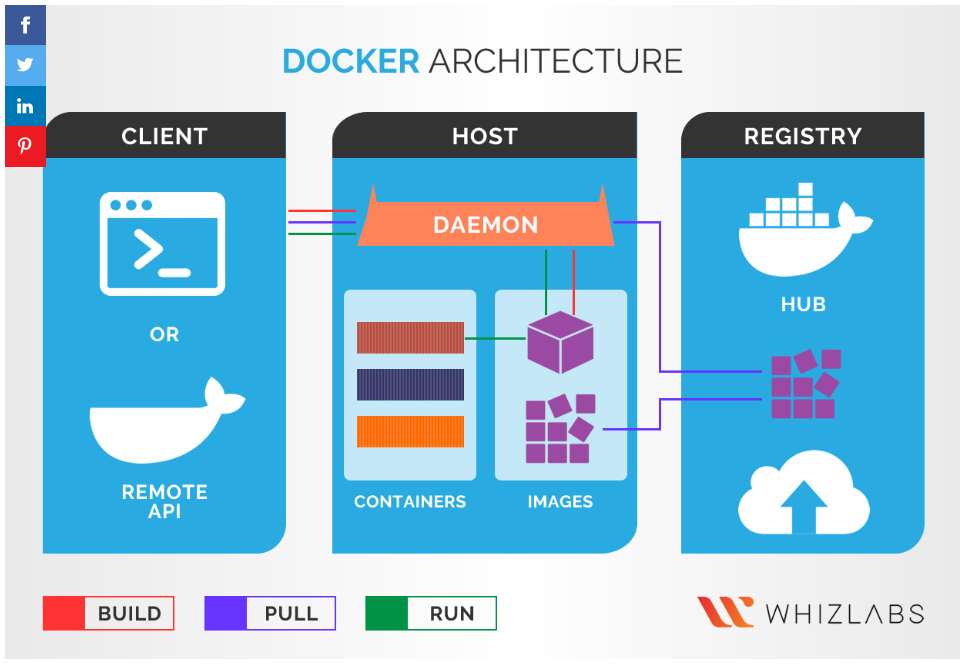 DOCKER ARCHITECTURE
CLIENT
HOST
REGISTRY
DAEMON
OR
HUB
REMOTE
API
CONTAINERS
IMAGES
BUILD
PULL
RUN
WHIZLABS